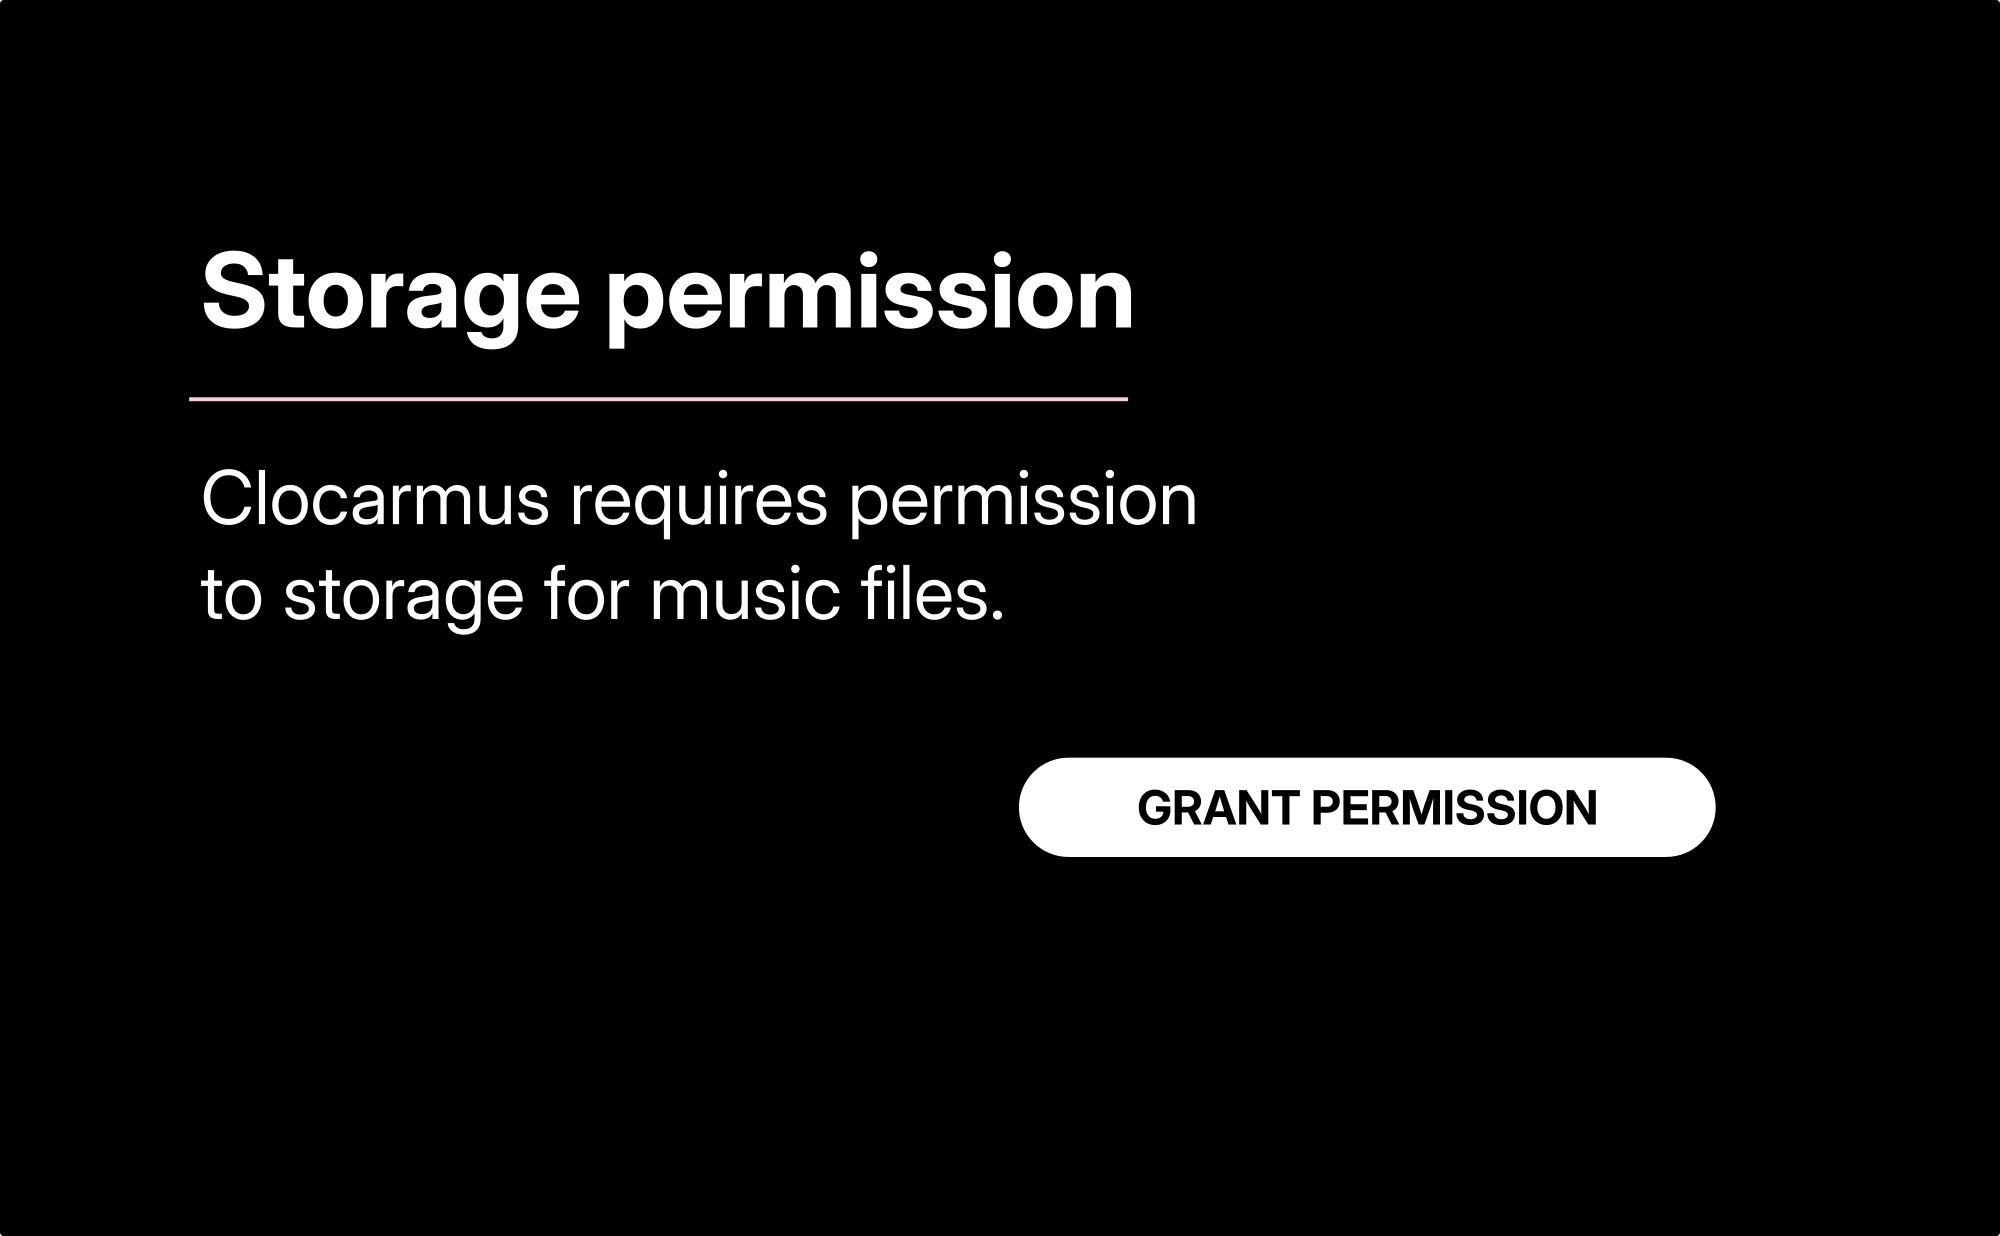 Storage permission
Clocarmus requires permission
to storage for music files.
GRANT PERMISSION